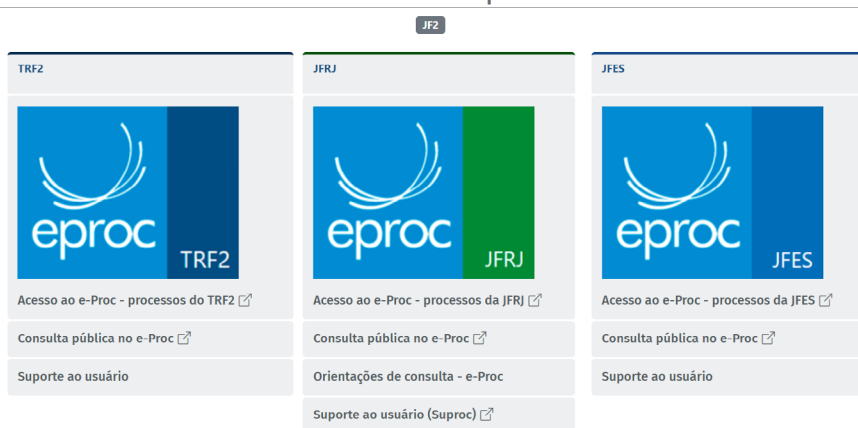 JF2
TRF2
eproc
TRF2
Acesso ao e-Proc - processos do TRF2
Consulta pública no e-Proc
Suporte ao usuário
JFRJ
eproc
JFRJ
Acesso ao e-Proc - processos da JFRJ
Consulta pública no e-Proc
Orientações de consulta - e-Proc
Suporte ao usuário (Suproc)
JFES
eproc
JFES
Acesso ao e-Proc - processos da JFES
Consulta pública no e-Proc
Suporte ao usuário